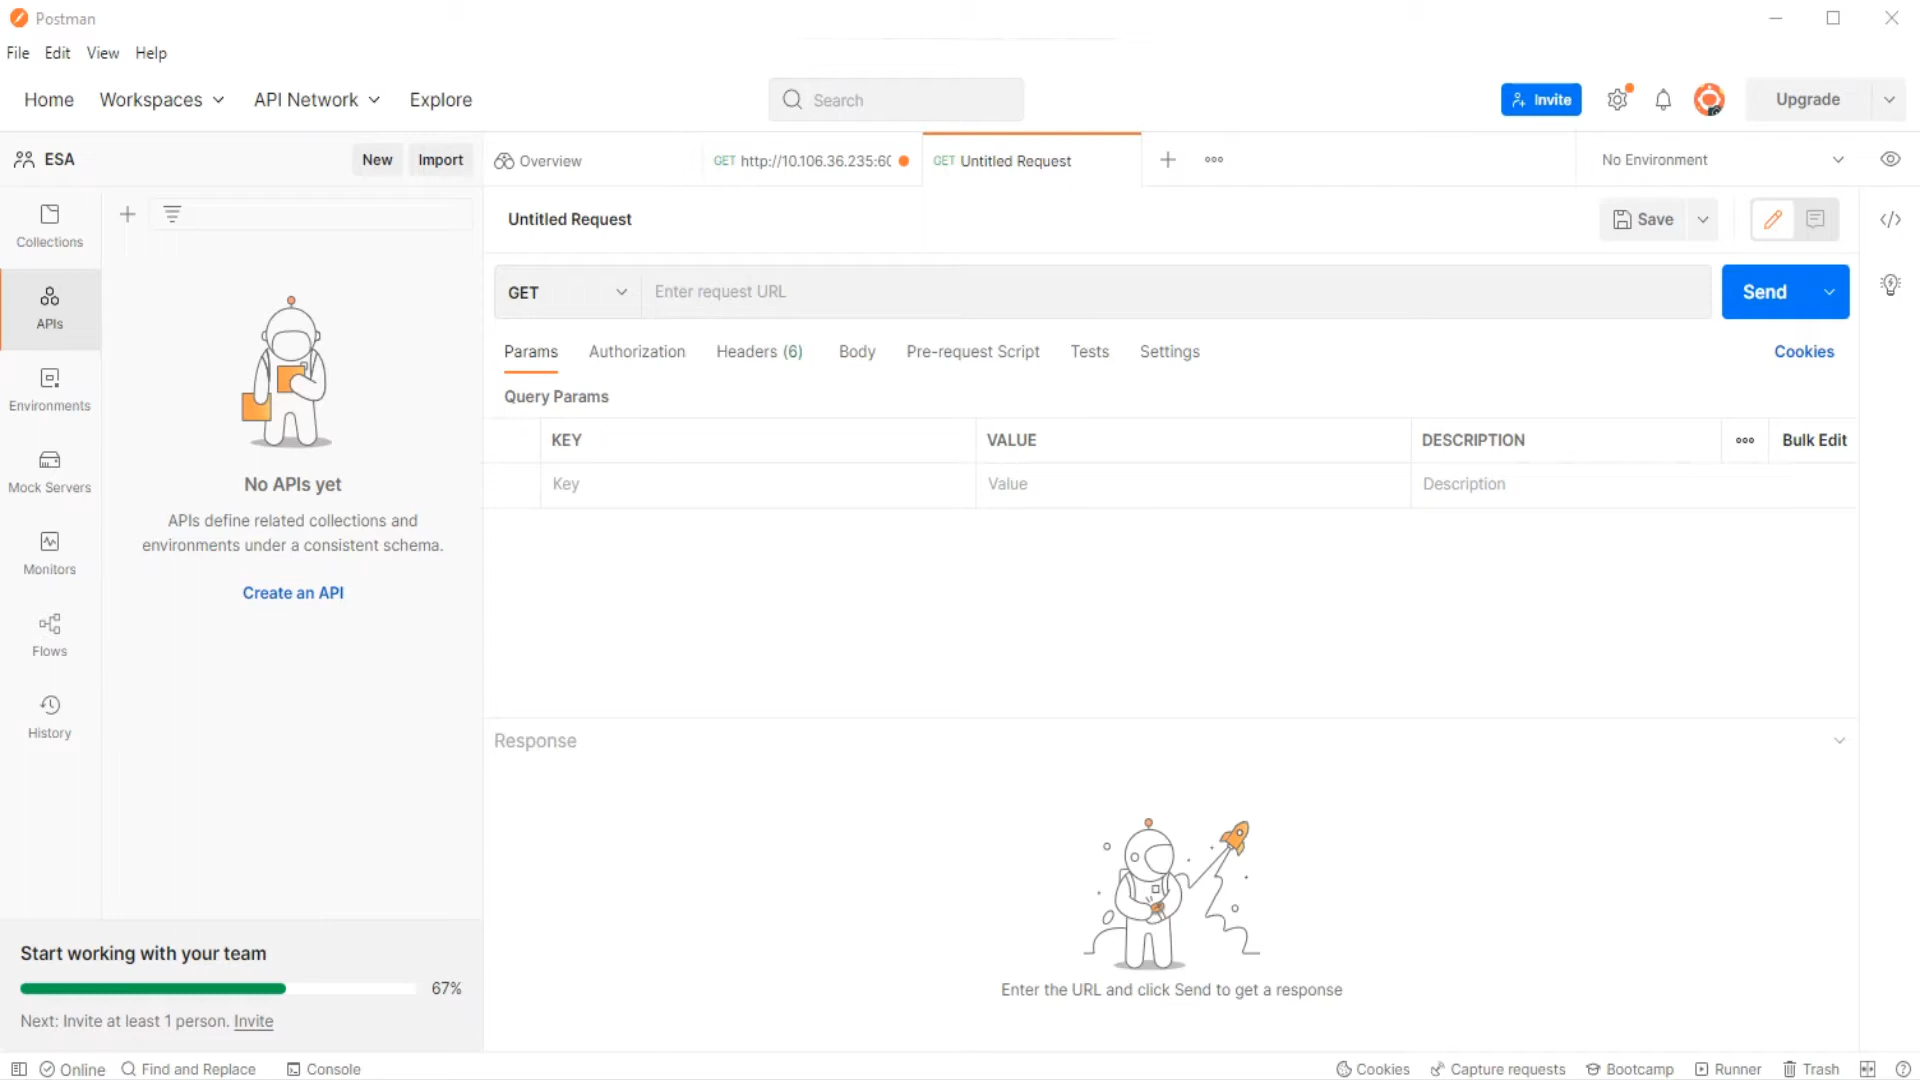 Postman
File Edit View Help
Home Workspaces API Network Explore
Search
Invite
Upgrade
ESA
New Import
Overview
GET http://10.106.36.235:60
GET Untitled Request
No Environment
Collections
APIs
Environments
Mock Servers
Monitors
Flows
History
No APIs yet
APIs define related collections and
environments under a consistent schema.
Create an API
Untitled Request
Save
GET Enter request URL
Send
Params Authorization Headers (6) Body Pre-request Script Tests Settings
Cookies
Query Params
KEY VALUE DESCRIPTION Bulk Edit
Key Value Description
Response
Enter the URL and click Send to get a response
Start working with your team
67%
Next: Invite at least 1 person. Invite
Online Find and Replace Console
Cookies Capture requests Bootcamp Runner Trash